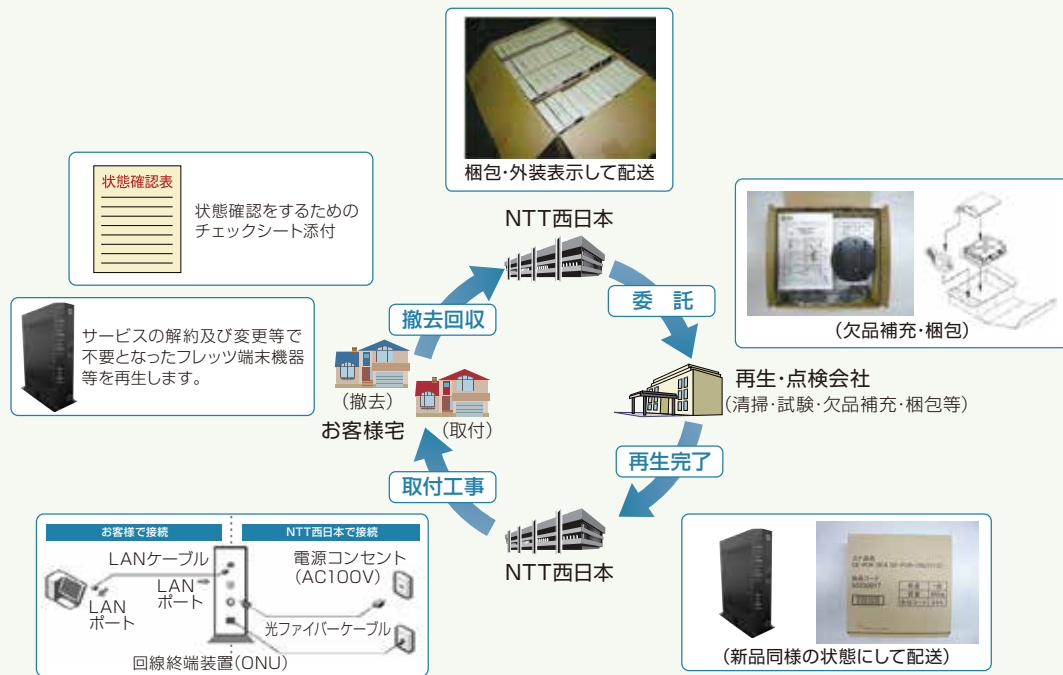 梱包・外装表示して配送
NTT西日本
状態確認表
状態確認をするための
チェックシート添付
サービスの解約及び変更等で
不要となったフレッツ端末機器
等を再生します。
撤去回収
委 託
(欠品補充・梱包)
再生・点検会社
(清掃・試験・欠品補充・梱包等)
(撤去)
お客様宅
(取付)
再生完了
取付工事
NTT西日本
お客様で接続
NTT西日本で接続
LANケーブル
電源コンセント
(AC100V)
LAN
ポート
LAN
ポート
光ファイバーケーブル
回線終端装置(ONU)
(新品同様の状態にして配送)